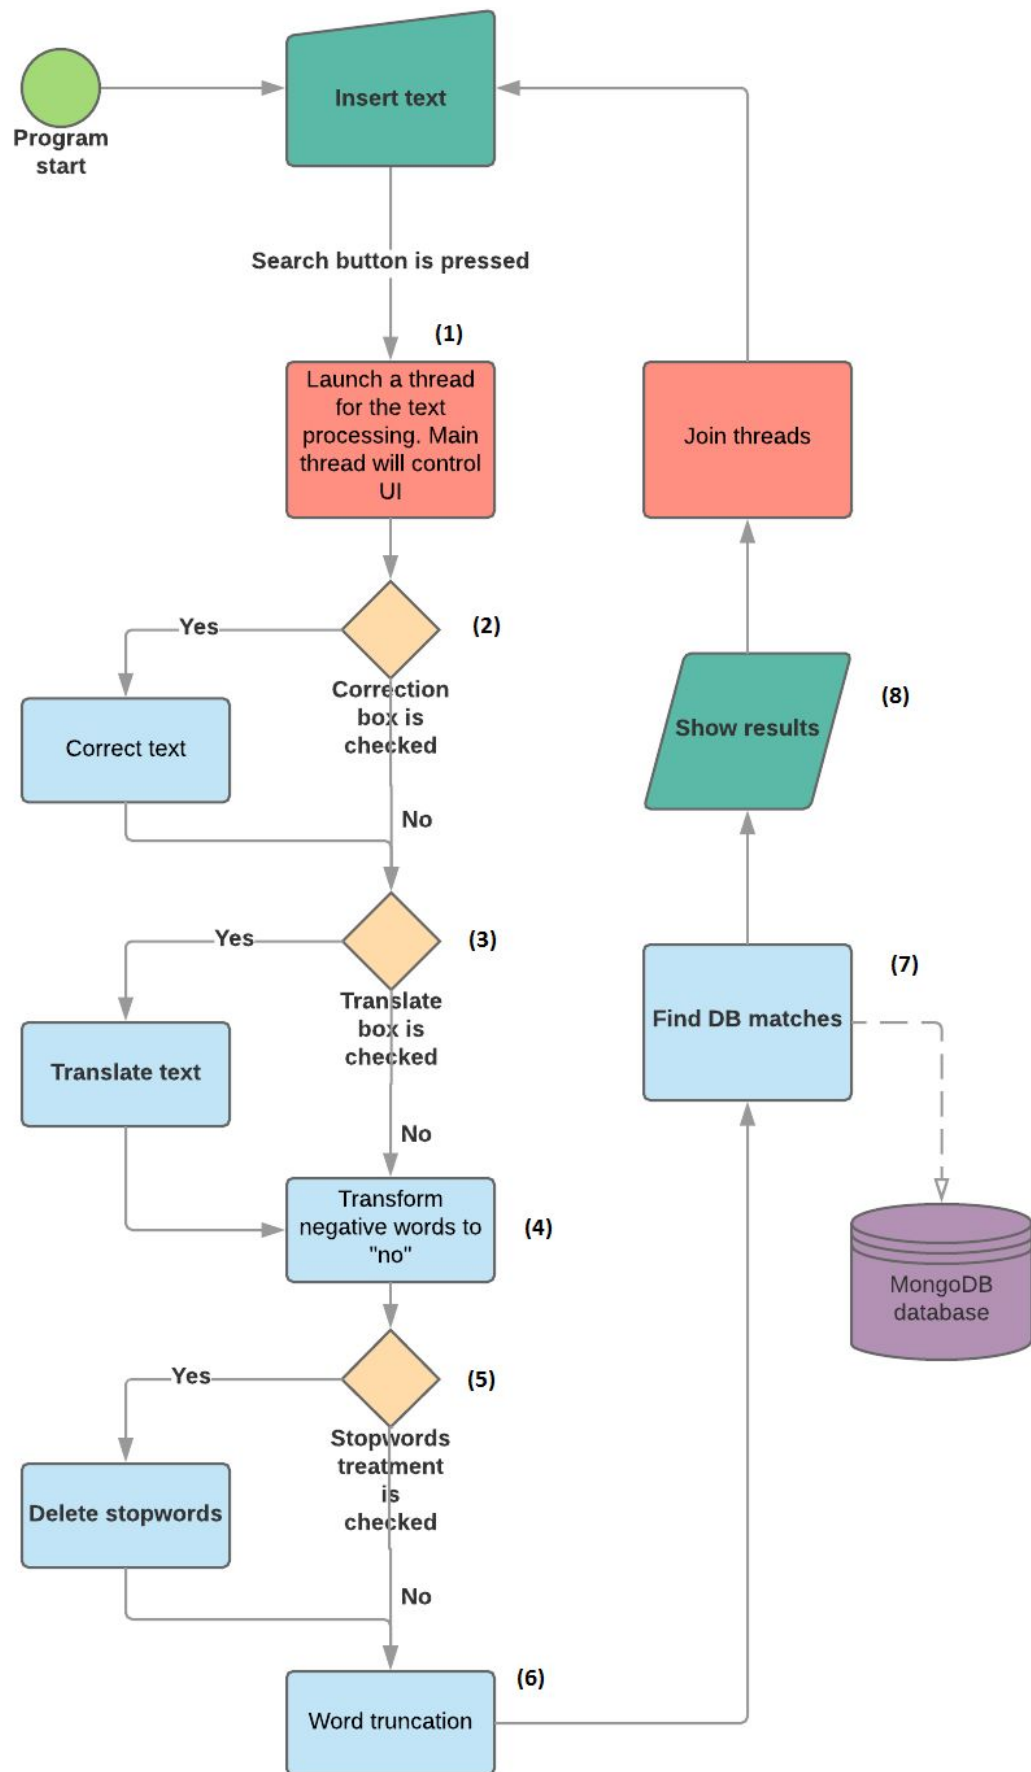 Program
start
Insert text
Search button is pressed
(1)
Launch a thread
for the text
processing. Main
thread will control
UI
Join threads
(2)
Yes
Correction
box is
checked
Correct text
No
(8)
Show results
(3)
Yes
Translate
box is
checked
Translate text
No
(7)
Find DB matches
Transform
negative words to
"no"
(4)
MongoDB
database
(5)
Yes
Stopwords
treatment
is
checked
Delete stopwords
No
(6)
Word truncation